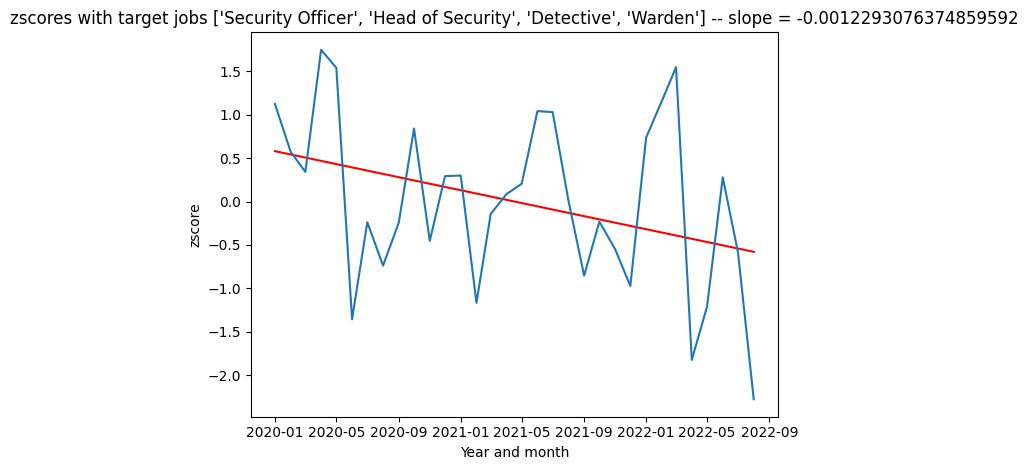 zscores with target jobs ['Security Officer', 'Head of Security', 'Detective', 'Warden'] -- slope = -0.0012293076374859592
1.5
1.0
0.5
0.0
−0.5
−1.0
−1.5
−2.0
zscore
2020-01 2020-05 2020-09 2021-01 2021-05 2021-09 2022-01 2022-05 2022-09
Year and month